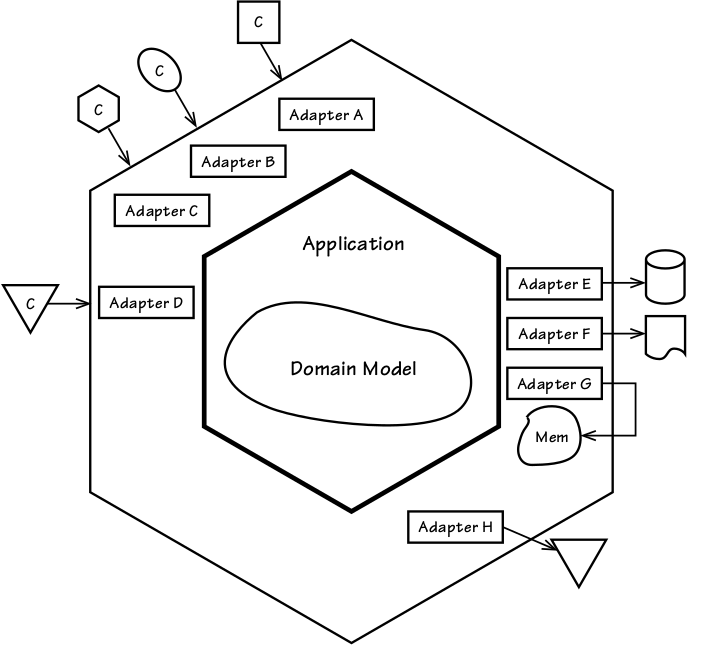 C
C
C
Adapter A
Adapter B
Adapter C
Application
Adapter E
C
Adapter D
Adapter F
Domain Model
Adapter G
Mem
Adapter H